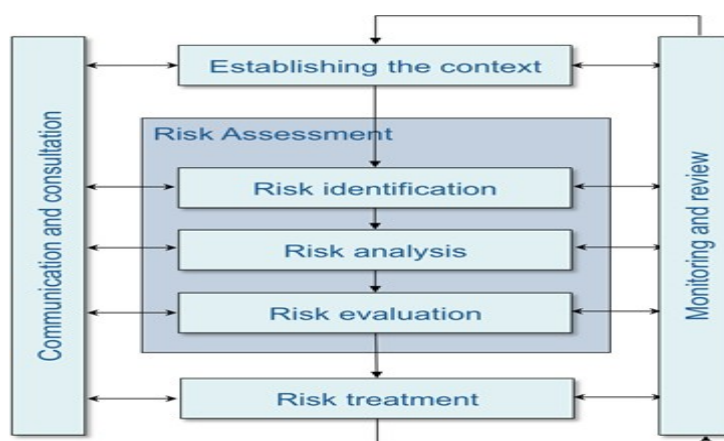 Establishing the context
Risk Assessment
Risk identification
Risk analysis
Risk evaluation
Risk treatment
Communication and consultation
Monitoring and review